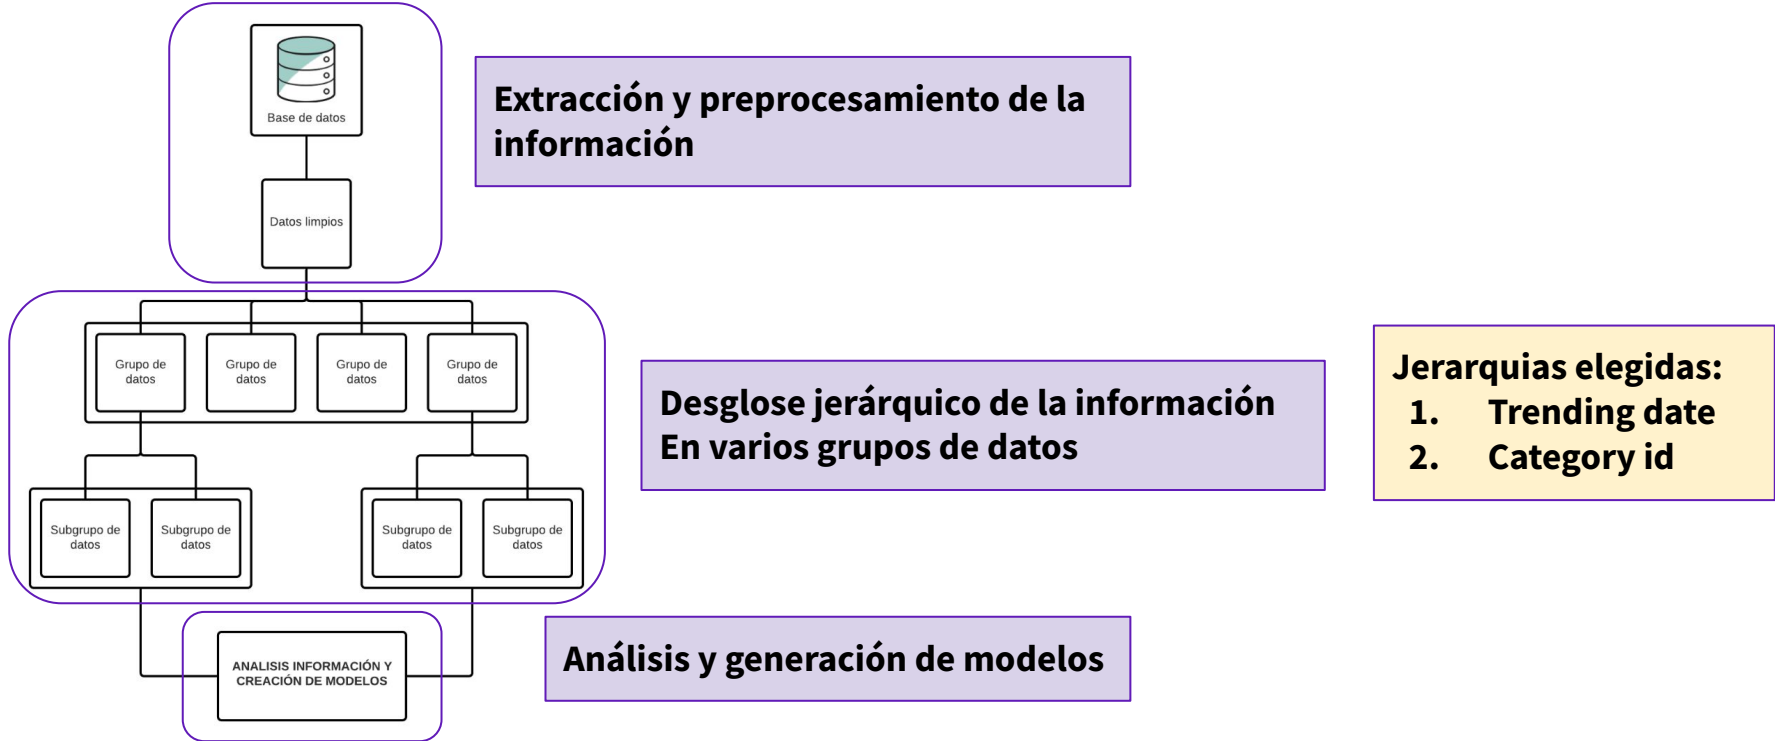 Base de datos
Extracción y preprocesamiento de la
información
Datos limpios
Grupo de
datos
Grupo de
datos
Grupo de
datos
Grupo de
datos
Desglose jerárquico de la información
En varios grupos de datos
Jerarquias elegidas:
1. Trending date
2. Category id
Subgrupo de
datos
Subgrupo de
datos
Subgrupo de
datos
Subgrupo de
datos
ANALISIS INFORMACIÓN Y
CREACIÓN DE MODELOS
Análisis y generación de modelos